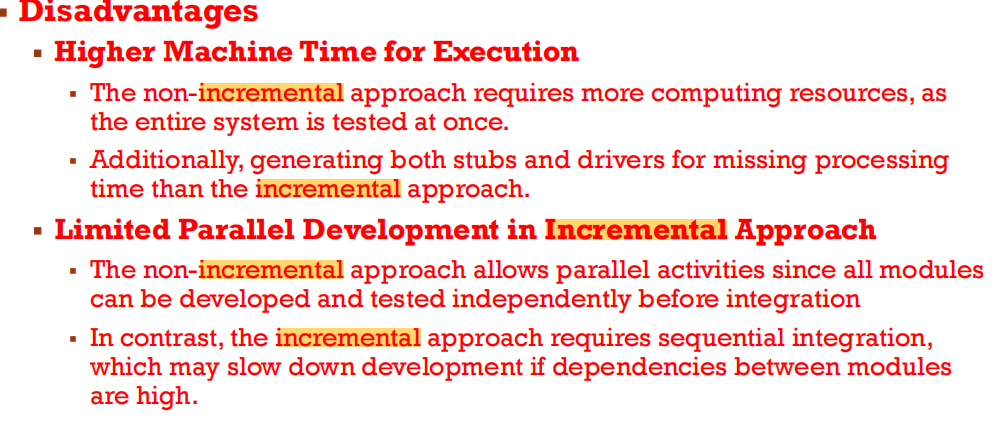 Disadvantages
Higher Machine Time for Execution
The non-incremental approach requires more computing resources, as
the entire system is tested at once.
Additionally, generating both stubs and drivers for missing processing
time than the incremental approach.
Limited Parallel Development in Incremental Approach
The non-incremental approach allows parallel activities since all modules
can be developed and tested independently before integration
In contrast, the incremental approach requires sequential integration,
which may slow down development if dependencies between modules
are high.